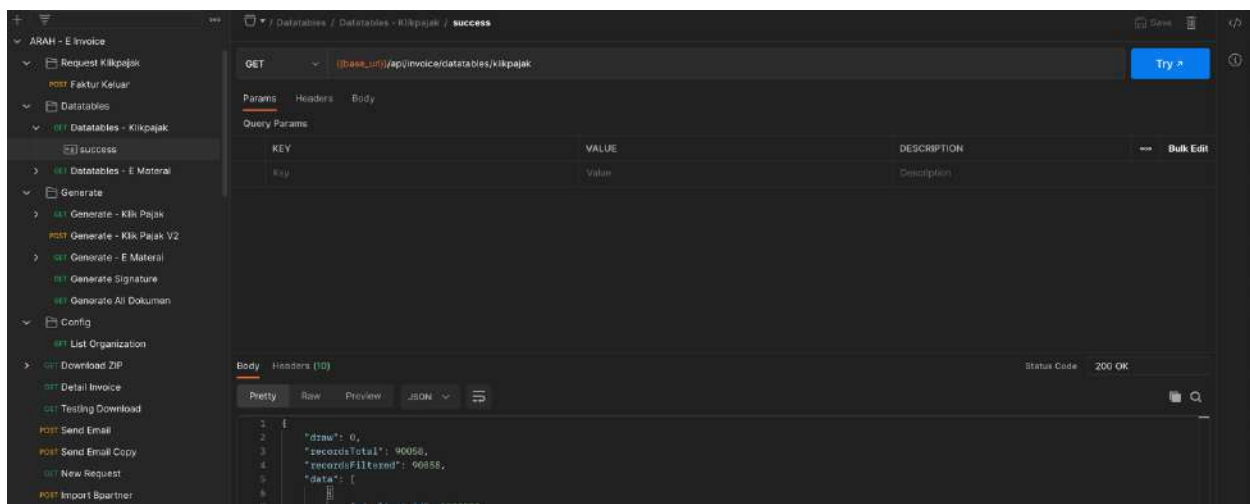 / Datatables / Datatables - Klikpajak / success
Save
ARAH - E Invoice
Request Klikpajak
POST Faktur Keluar
Datatables
GET Datatables - Klikpajak
success
GET Datatables - E Materai
Generate
GET Generate - Klik Pajak
POST Generate - Klik Pajak V2
GET Generate - E Materai
GET Generate Signature
GET Generate All Dokumen
Config
GET List Organization
GET Download ZIP
GET Detail Invoice
GET Testing Download
POST Send Email
POST Send Email Copy
GET New Request
POST Import Bpartner
GET {{base_url}}/api/invoice/datatables/klikpajak Try
Params Headers Body
Query Params
KEY VALUE DESCRIPTION Bulk Edit
Key Value Description
Body Headers (10) Status Code 200 OK
Pretty Raw Preview JSON
1 {
2 "draw": 0,
3 "recordsTotal": 90058,
4 "recordsFiltered": 90058,
5 "data": [
6 {